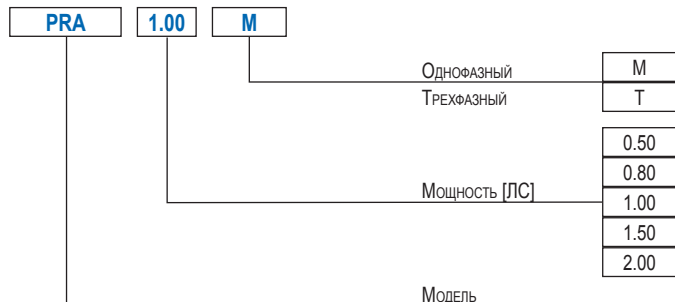 PRA 1.00 M
Однофазный M
Трехфазный T
0.50
0.80
Мощность [ЛС] 1.00
1.50
2.00
Модель